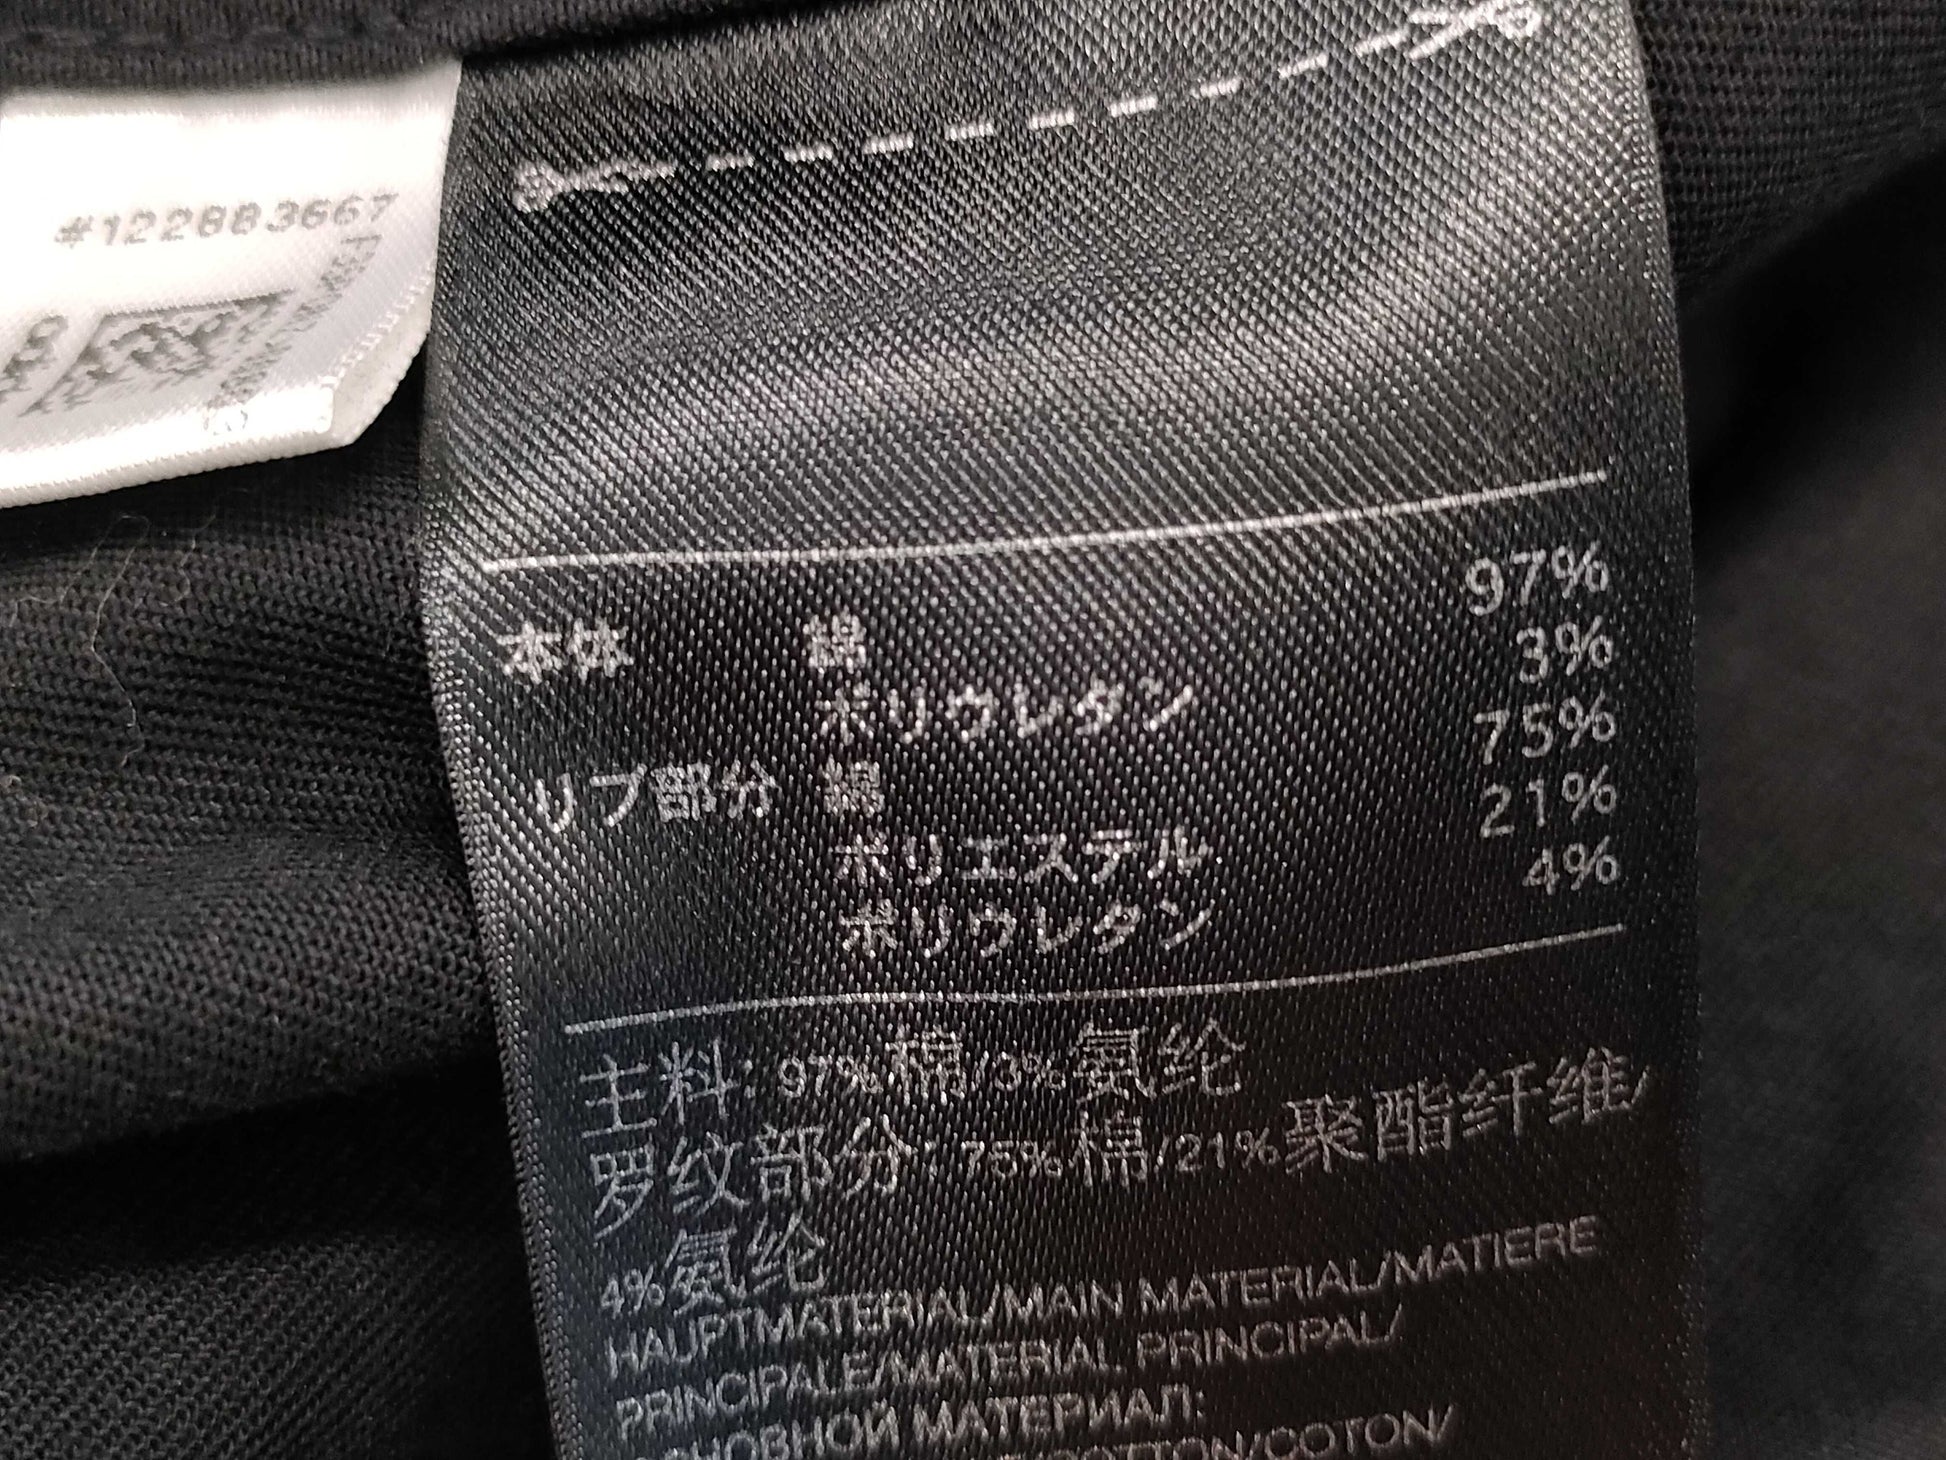 #122883667
本体 綿 97%
ポリウレタン 3%
リブ部分 綿 75%
ポリエステル 21%
ポリウレタン 4%
主料: 97%棉/3%氨纶
罗纹部分: 75%棉/21%聚酯纤维/
4%氨纶
HAUPTMATERIAL/MAIN MATERIAL/MATIERE
PRINCIPALE/MATERIAL PRINCIPAL/
МАТЕРИАЛ:
COTTON/COTON/